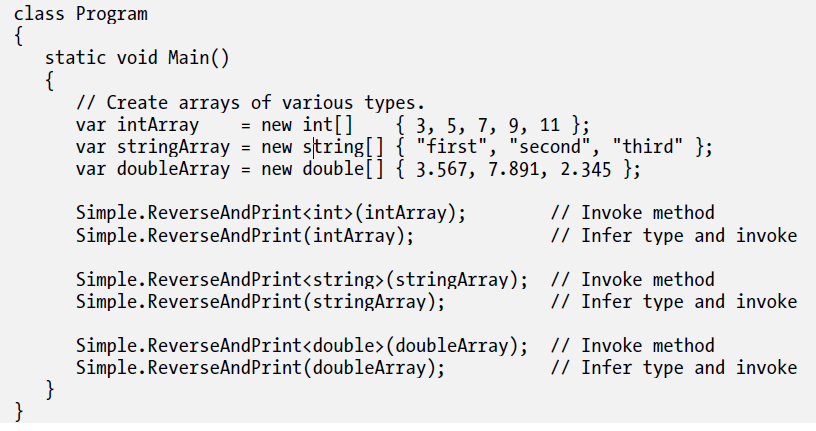 class Program
{
   static void Main()
   {
      // Create arrays of various types.
      var intArray    = new int[]    { 3, 5, 7, 9, 11 };
      var stringArray = new string[] { "first", "second", "third" };
      var doubleArray = new double[] { 3.567, 7.891, 2.345 };

      Simple.ReverseAndPrint<int>(intArray);        // Invoke method
      Simple.ReverseAndPrint(intArray);             // Infer type and invoke

      Simple.ReverseAndPrint<string>(stringArray);  // Invoke method
      Simple.ReverseAndPrint(stringArray);          // Infer type and invoke

      Simple.ReverseAndPrint<double>(doubleArray);  // Invoke method
      Simple.ReverseAndPrint(doubleArray);          // Infer type and invoke
   }
}